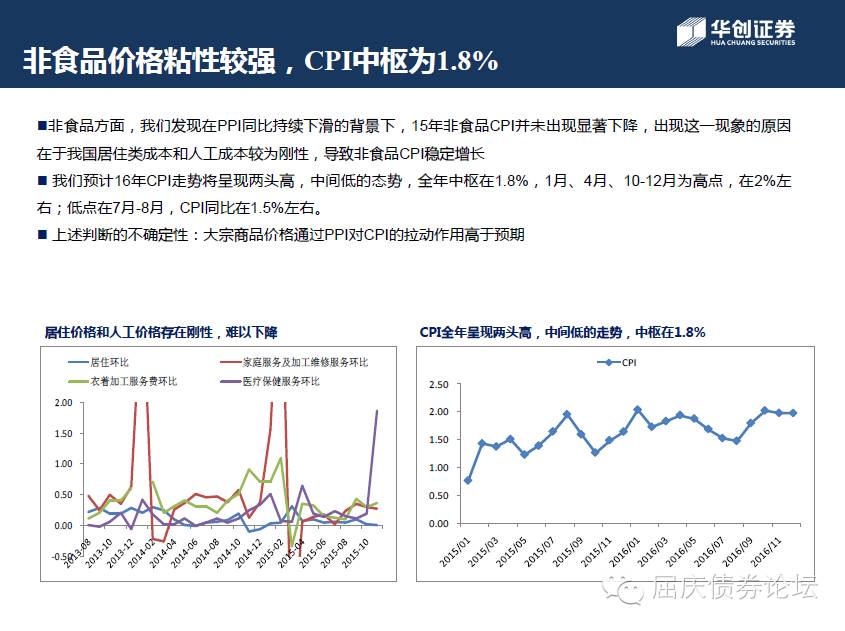 华创证券
HUA CHUANG SECURITIES
非食品价格粘性较强，CPI中枢为1.8%
■非食品方面，我们发现在PPI同比持续下滑的背景下，15年非食品CPI并未出现显著下降，出现这一现象的原因
在于我国居住类成本和人工成本较为刚性，导致非食品CPI稳定增长
■ 我们预计16年CPI走势将呈现两头高，中间低的态势，全年中枢在1.8%，1月、4月、10-12月为高点，在2%左
右；低点在7月-8月，CPI同比在1.5%左右。
■ 上述判断的不确定性：大宗商品价格通过PPI对CPI的拉动作用高于预期
居住价格和人工价格存在刚性，难以下降
居住环比 家庭服务及加工维修服务环比
衣着加工服务费环比 医疗保健服务环比
2.00
1.50
1.00
0.50
0.00
-0.50
2013-08 2013-10 2013-12 2014-02 2014-04 2014-06 2014-08 2014-10 2014-12 2015-02 2015-04 2015-06 2015-08 2015-10
CPI全年呈现两头高，中间低的走势，中枢在1.8%
CPI
2.50
2.00
1.50
1.00
0.50
0.00
2015/01 2015/03 2015/05 2015/07 2015/09 2015/11 2016/01 2016/03 2016/05 2016/07 2016/09 2016/11
屈庆债券论坛